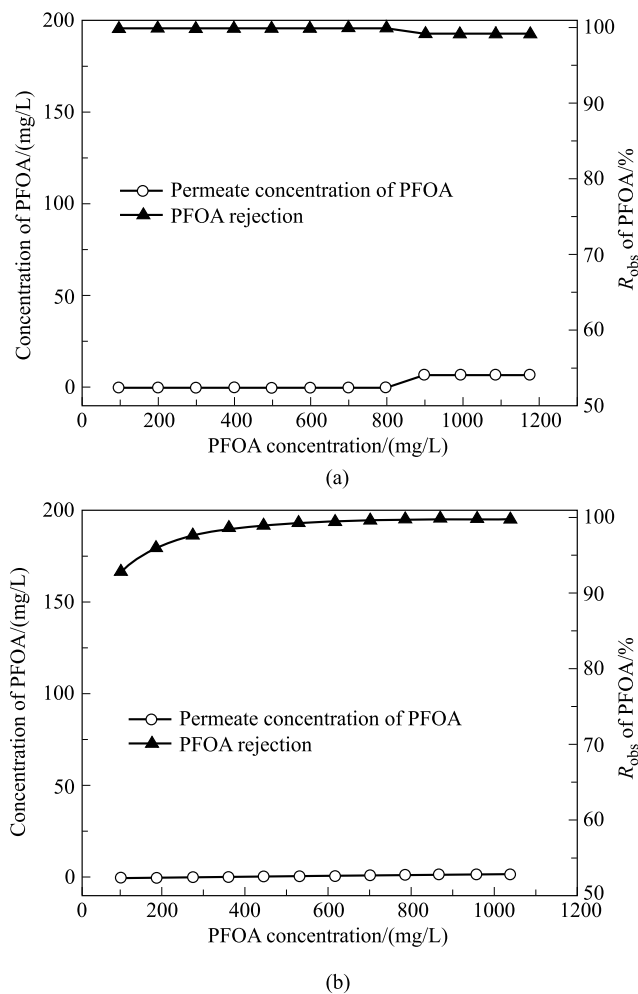 200
150
100
50
0
Concentration of PFOA/(mg/L)
100
90
80
70
60
50
R_obs of PFOA/%
Permeate concentration of PFOA
PFOA rejection
0 200 400 600 800 1000 1200
PFOA concentration/(mg/L)
(a)
200
150
100
50
0
Concentration of PFOA/(mg/L)
100
90
80
70
60
50
R_obs of PFOA/%
Permeate concentration of PFOA
PFOA rejection
0 200 400 600 800 1000 1200
PFOA concentration/(mg/L)
(b)